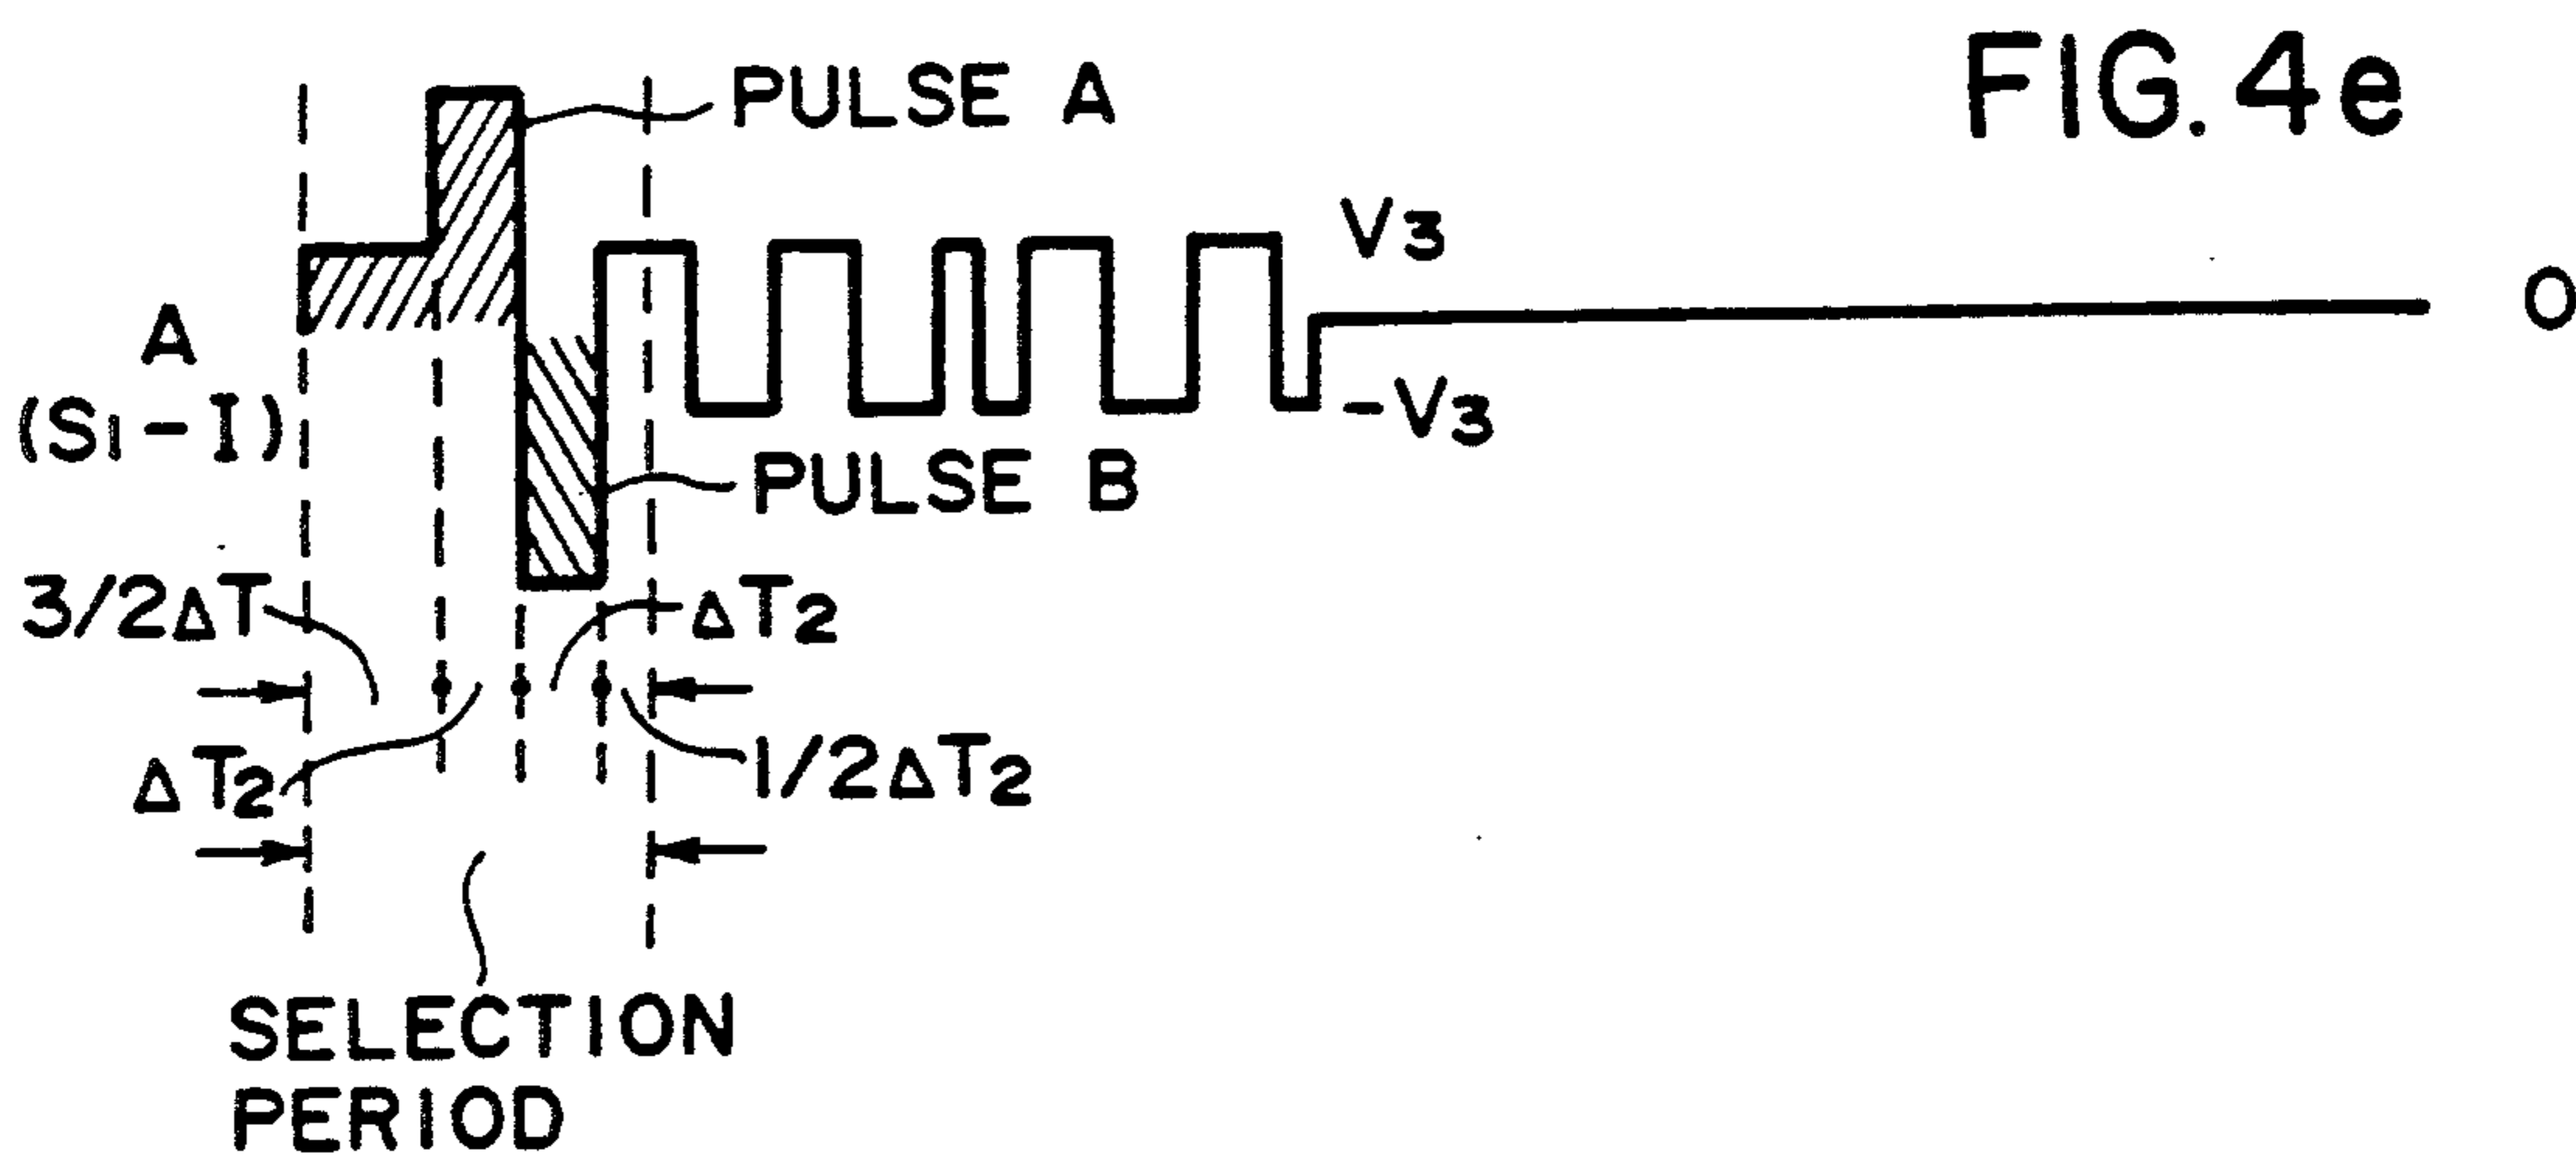 FIG. 4e
PULSE A
V3
O
A
(S1-I)
-V3
PULSE B
3/2ΔT
ΔT2
ΔT2
1/2ΔT2
SELECTION
PERIOD